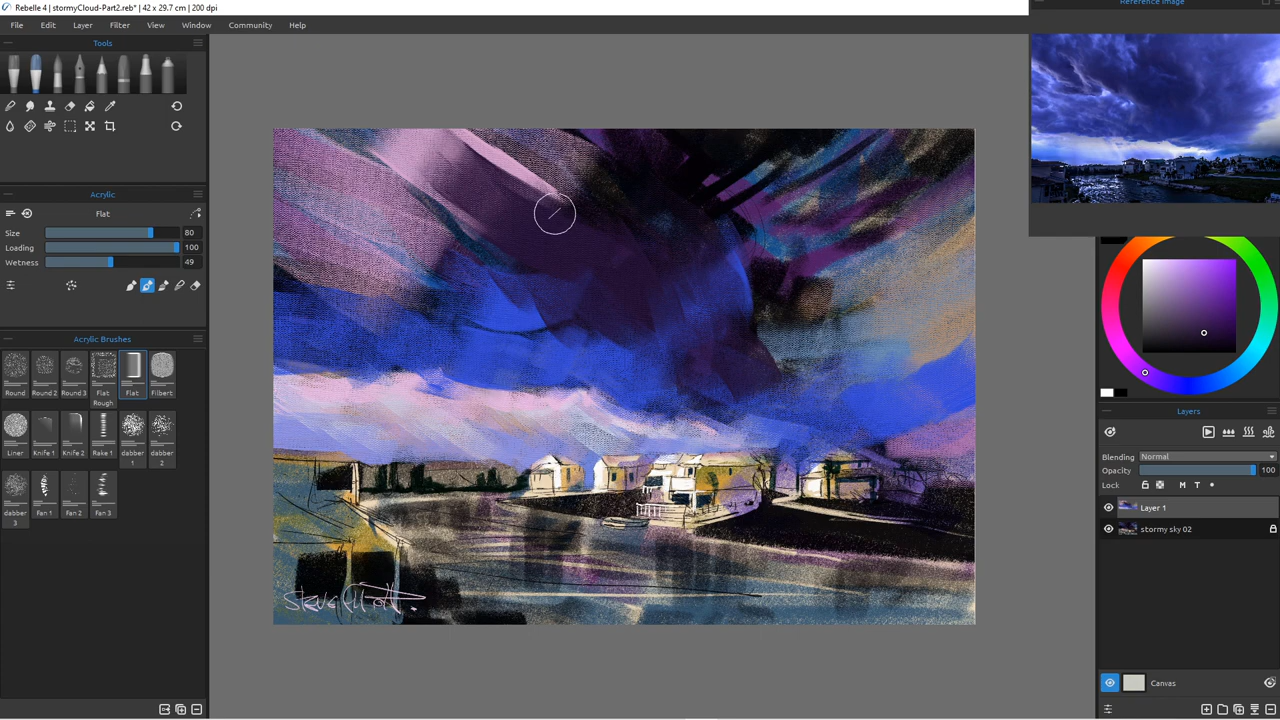 Rebelle 4 | stormyCloud-Part2.reb* | 42 x 29.7 cm | 200 dpi
Reference Image
File Edit Layer Filter View Window Community Help
Tools
Acrylic
Flat
Size 80
Loading 100
Wetness 49
Acrylic Brushes
Round Round 2 Round 3 Flat Rough Flat Filbert
Liner Knife 1 Knife 2 Rake 1 dabber 1 dabber 2
dabber 3 Fan 1 Fan 2 Fan 3
Layers
Blending Normal
Opacity 100
Lock M T
Layer 1
stormy sky 02
Canvas